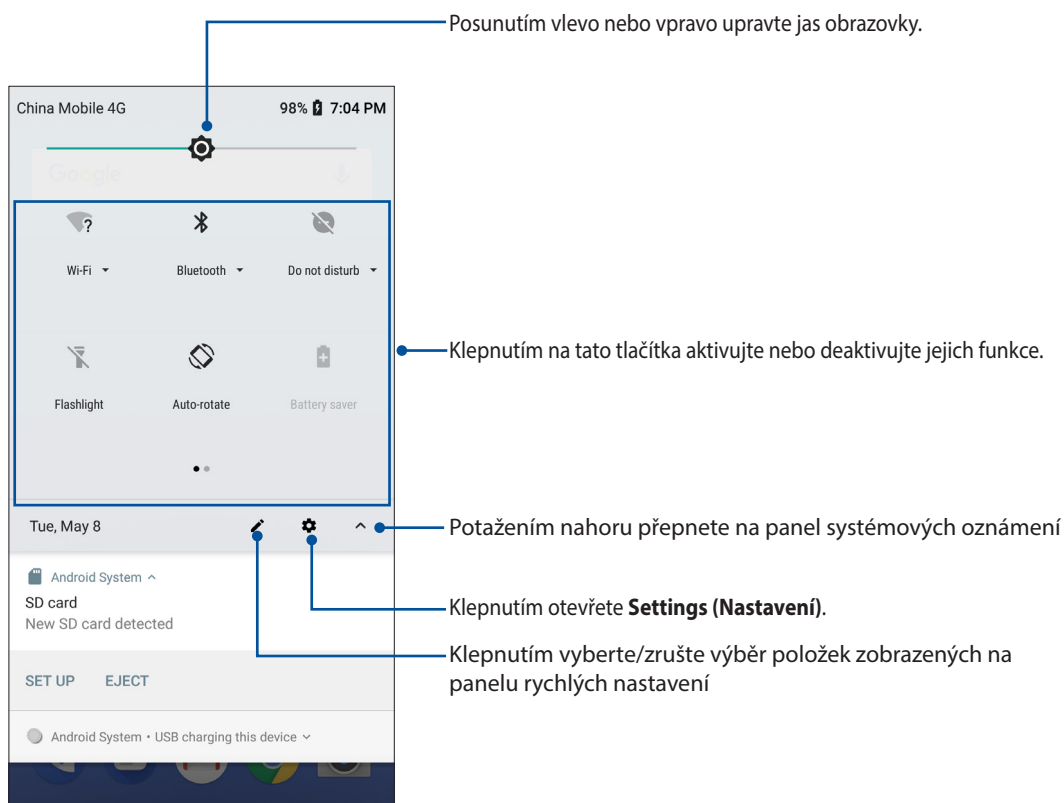 Posunutím vlevo nebo vpravo upravte jas obrazovky.
China Mobile 4G 98% 7:04 PM
Google
? 
Wi-Fi Bluetooth Do not disturb
Klepnutím na tato tlačítka aktivujte nebo deaktivujte jejich funkce.
Flashlight Auto-rotate Battery saver
Tue, May 8
Potažením nahoru přepnete na panel systémových oznámení
Android System
SD card
New SD card detected
Klepnutím otevřete Settings (Nastavení).
Klepnutím vyberte/zrušte výběr položek zobrazených na
panelu rychlých nastavení
SET UP EJECT
Android System • USB charging this device